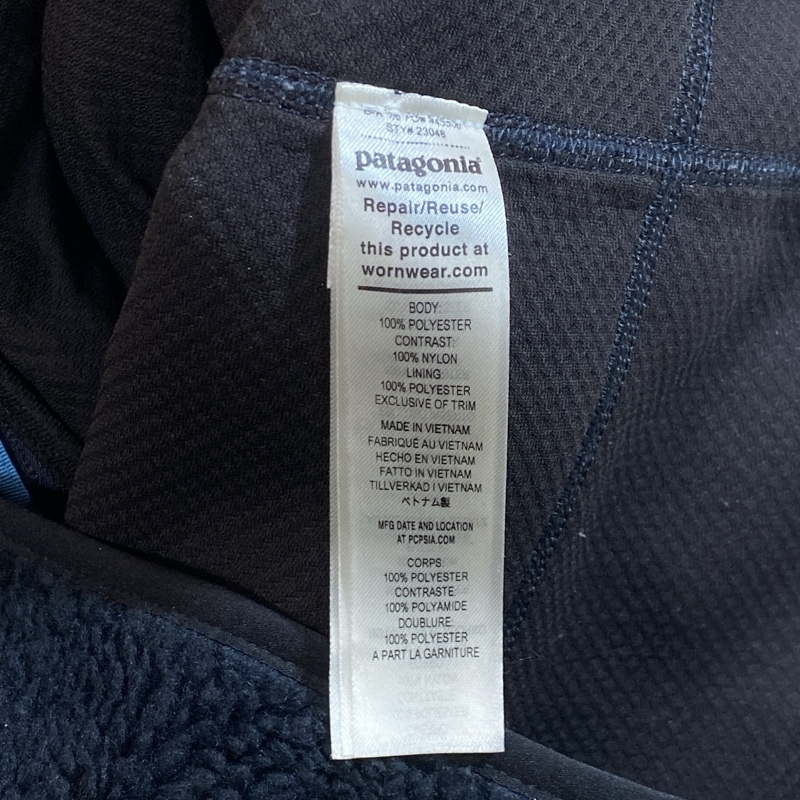 STY# 23048
patagonia®
www.patagonia.com
Repair/Reuse/
Recycle
this product at
wornwear.com
BODY:
100% POLYESTER
CONTRAST:
100% NYLON
LINING:
100% POLYESTER
EXCLUSIVE OF TRIM
MADE IN VIETNAM
FABRIQUÉ AU VIETNAM
HECHO EN VIETNAM
FATTO IN VIETNAM
TILLVERKAD I VIETNAM
ベトナム製
MFG DATE AND LOCATION
AT PCPSIA.COM
CORPS:
100% POLYESTER
CONTRASTE:
100% POLYAMIDE
DOUBLURE:
100% POLYESTER
A PART LA GARNITURE